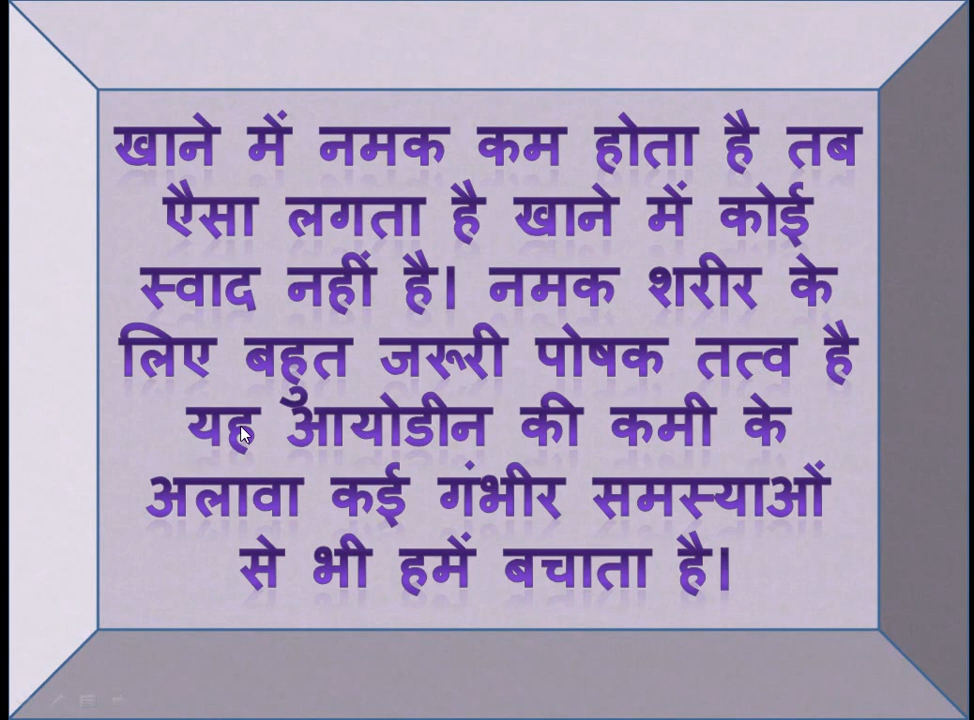 खाने में नमक कम होता है तब
एैसा लगता है खाने में कोई
स्वाद नहीं है। नमक शरीर के
लिए बहुत जरूरी पोषक तत्व है
यह आयोडीन की कमी के
अलावा कई गंभीर समस्याओं
से भी हमें बचाता है।